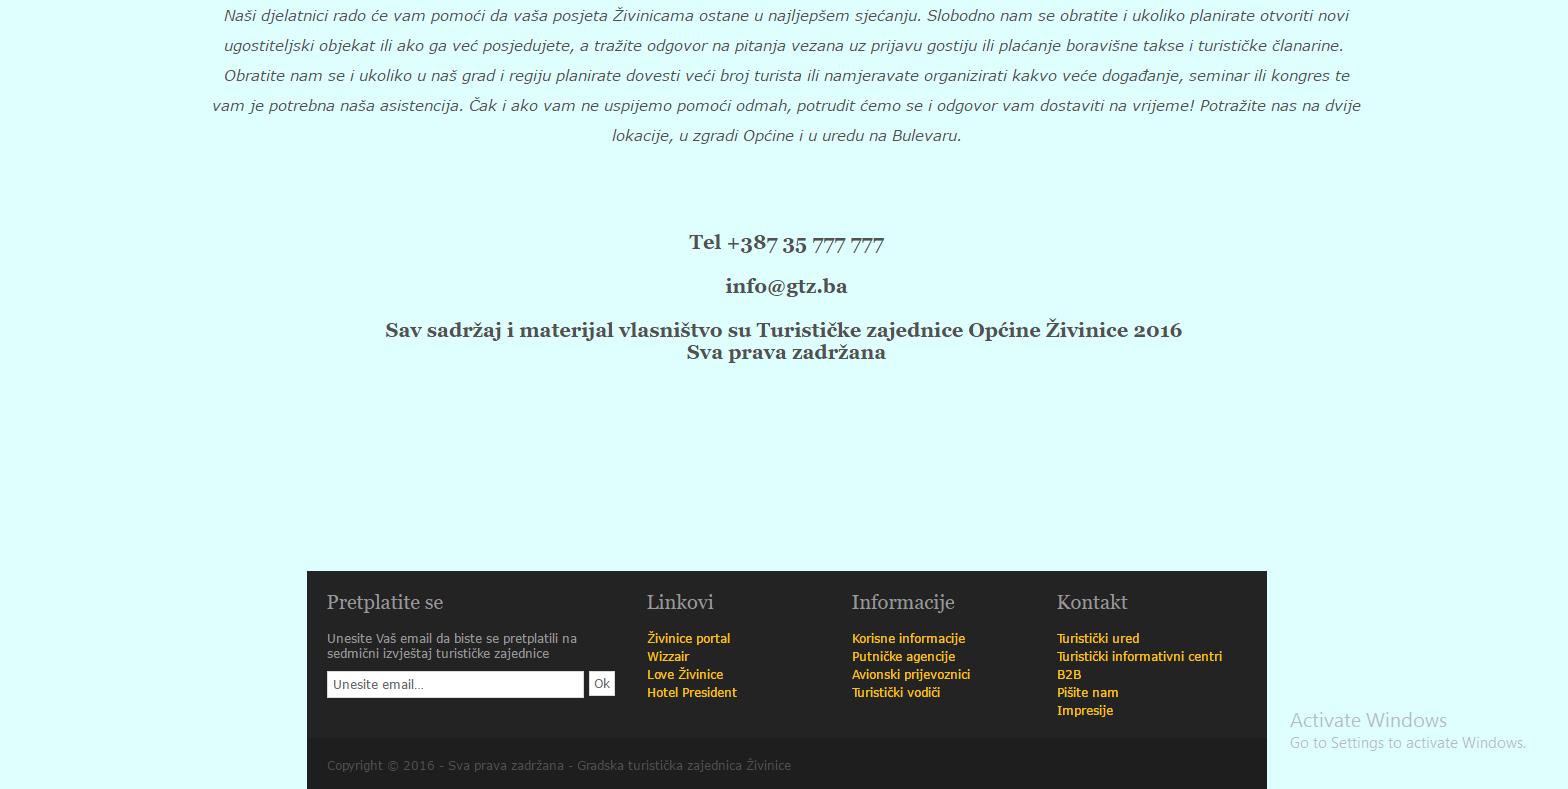 Naši djelatnici rado će vam pomoći da vaša posjeta Živinicama ostane u najljepšem sjećanju. Slobodno nam se obratite i ukoliko planirate otvoriti novi
ugostiteljski objekat ili ako ga već posjedujete, a tražite odgovor na pitanja vezana uz prijavu gostiju ili plaćanje boravišne takse i turističke članarine.
Obratite nam se i ukoliko u naš grad i regiju planirate dovesti veći broj turista ili namjeravate organizirati kakvo veće događanje, seminar ili kongres te
vam je potrebna naša asistencija. Čak i ako vam ne uspijemo pomoći odmah, potrudit ćemo se i odgovor vam dostaviti na vrijeme! Potražite nas na dvije
lokacije, u zgradi Općine i u uredu na Bulevaru.
Tel +387 35 777 777
info@gtz.ba
Sav sadržaj i materijal vlasništvo su Turističke zajednice Općine Živinice 2016
Sva prava zadržana
Pretplatite se
Unesite Vaš email da biste se pretplatili na
sedmični izvještaj turističke zajednice
Unesite email...
Ok
Linkovi
Živinice portal
Wizzair
Love Živinice
Hotel President
Informacije
Korisne informacije
Putničke agencije
Avionski prijevoznici
Turistički vodiči
Kontakt
Turistički ured
Turistički informativni centri
B2B
Pišite nam
Impresije
Activate Windows
Go to Settings to activate Windows.
Copyright © 2016 - Sva prava zadržana - Gradska turistička zajednica Živinice